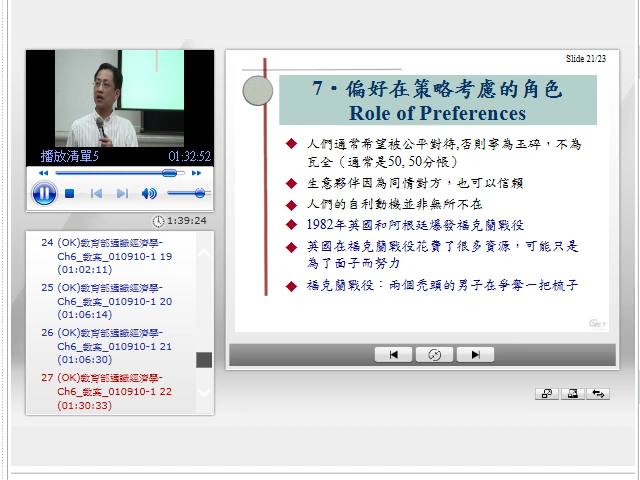 Slide 21/23
7‧偏好在策略考慮的角色
Role of Preferences
人們通常希望被公平對待,否則寧為玉碎，不為
瓦全（通常是50, 50分帳）
生意夥伴因為同情對方，也可以信賴
人們的自利動機並非無所不在
1982年英國和阿根廷爆發福克蘭戰役
英國在福克蘭戰役花費了很多資源，可能只是
為了面子而努力
福克蘭戰役：兩個禿頭的男子在爭奪一把梳子
播放清單5
01:32:52
1:39:24
24 (OK)教育部通識經濟學-
Ch6_教案_010910-1 19
(01:02:11)
25 (OK)教育部通識經濟學-
Ch6_教案_010910-1 20
(01:06:14)
26 (OK)教育部通識經濟學-
Ch6_教案_010910-1 21
(01:06:30)
27 (OK)教育部通識經濟學-
Ch6_教案_010910-1 22
(01:30:33)